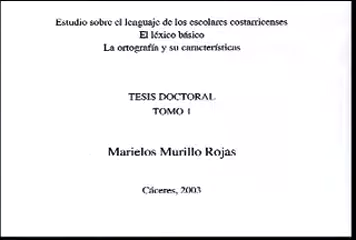 Estudio sobre el lenguaje de los escolares costarricenses
El léxico básico
La ortografía y su características
TESIS DOCTORAL
TOMO 1
Marielos Murillo Rojas
Cáceres, 2003